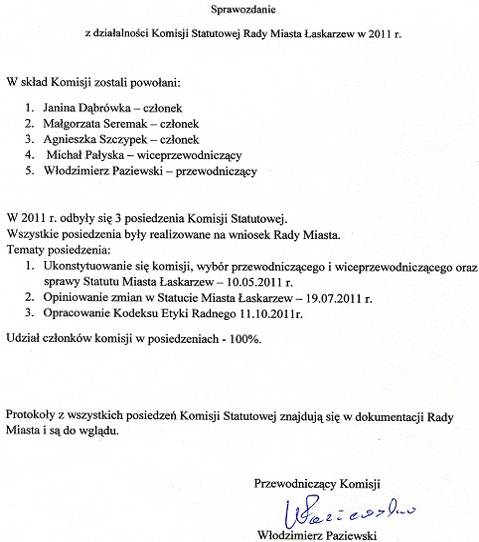 Sprawozdanie
z działalności Komisji Statutowej Rady Miasta Łaskarzew w 2011 r.
W skład Komisji zostali powołani:
1. Janina Dąbrówka – członek
2. Małgorzata Seremak – członek
3. Agnieszka Szczypek – członek
4. Michał Pałyska – wiceprzewodniczący
5. Włodzimierz Paziewski – przewodniczący
W 2011 r. odbyły się 3 posiedzenia Komisji Statutowej.
Wszystkie posiedzenia były realizowane na wniosek Rady Miasta.
Tematy posiedzenia:
1. Ukonstytuowanie się komisji, wybór przewodniczącego i wiceprzewodniczącego oraz
sprawy Statutu Miasta Łaskarzew – 10.05.2011 r.
2. Opiniowanie zmian w Statucie Miasta Łaskarzew – 19.07.2011 r.
3. Opracowanie Kodeksu Etyki Radnego 11.10.2011r.
Udział członków komisji w posiedzeniach - 100%.
Protokoły z wszystkich posiedzeń Komisji Statutowej znajdują się w dokumentacji Rady
Miasta i są do wglądu.
Przewodniczący Komisji
Włodzimierz Paziewski